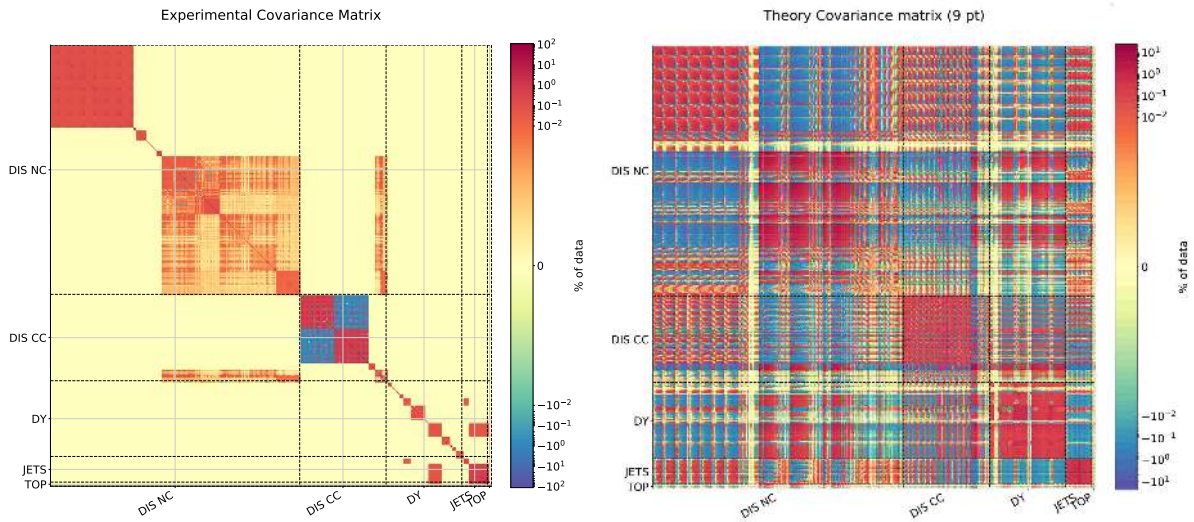 Experimental Covariance Matrix
DIS NC
DIS CC
DY
JETS
TOP
DIS NC
DIS CC
DY
JETS
TOP
10²
10¹
10⁰
10⁻¹
10⁻²
0
−10⁻²
−10⁻¹
−10⁰
−10¹
−10²
% of data
Theory Covariance matrix (9 pt)
DIS NC
DIS CC
DY
JETS
TOP
DIS NC
DIS CC
DY
JETS
TOP
10¹
10⁰
10⁻¹
10⁻²
0
−10⁻²
−10⁻¹
−10⁰
−10¹
% of data